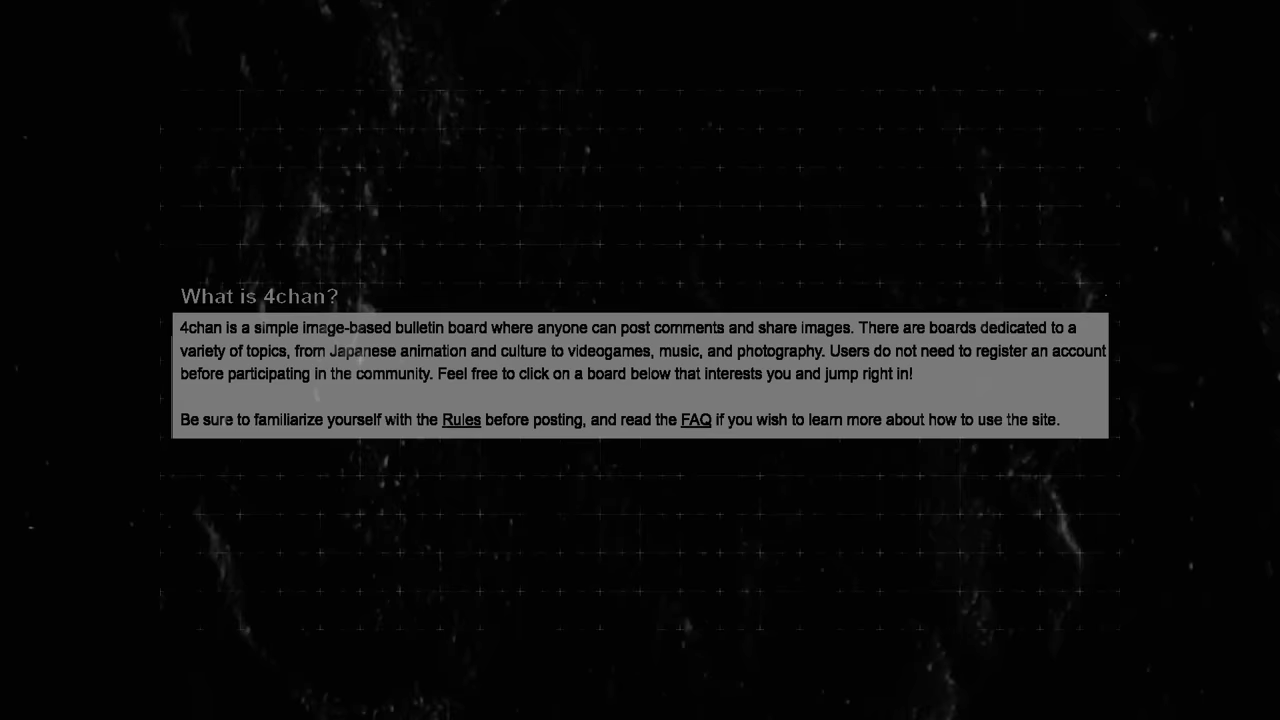 What is 4chan?
4chan is a simple image-based bulletin board where anyone can post comments and share images. There are boards dedicated to a
variety of topics, from Japanese animation and culture to videogames, music, and photography. Users do not need to register an account
before participating in the community. Feel free to click on a board below that interests you and jump right in!
Be sure to familiarize yourself with the Rules before posting, and read the FAQ if you wish to learn more about how to use the site.